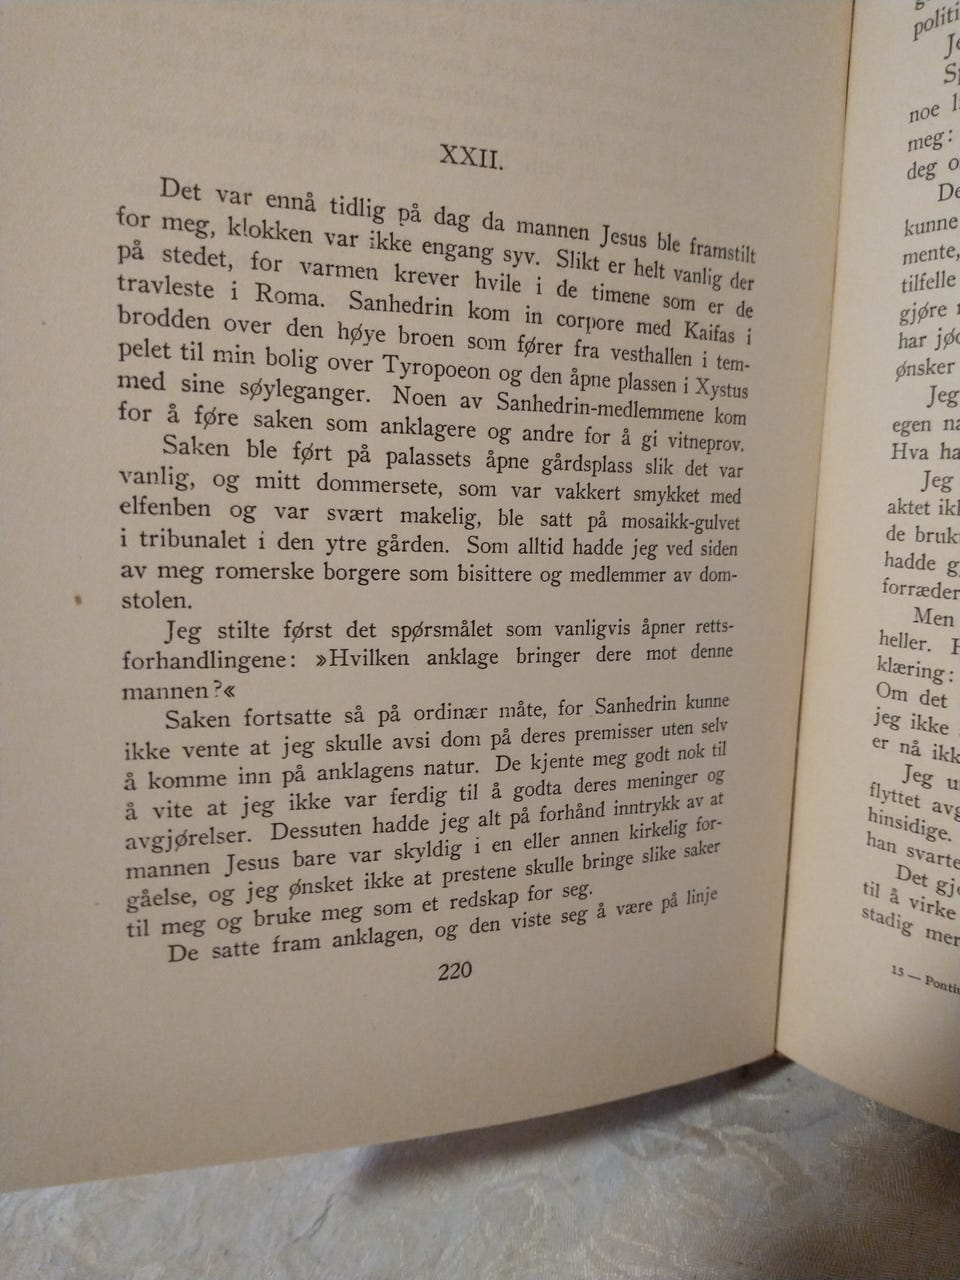 XXII.
Det var ennå tidlig på dag da mannen Jesus ble framstilt
for meg, klokken var ikke engang syv. Slikt er helt vanlig der
på stedet, for varmen krever hvile i de timene som er de
travleste i Roma. Sanhedrin kom in corpore med Kaifas i
brodden over den høye broen som fører fra vesthallen i tem-
pelet til min bolig over Tyropoeon og den åpne plassen i Xystus
med sine søyleganger. Noen av Sanhedrin-medlemmene kom
for å føre saken som anklagere og andre for å gi vitneprov.
Saken ble ført på palassets åpne gårdsplass slik det var
vanlig, og mitt dommersete, som var vakkert smykket med
elfenben og var svært makelig, ble satt på mosaikk-gulvet
i tribunalet i den ytre gården. Som alltid hadde jeg ved siden
av meg romerske borgere som bisittere og medlemmer av dom-
stolen.
Jeg stilte først det spørsmålet som vanligvis åpner retts-
forhandlingene: »Hvilken anklage bringer dere mot denne
mannen?«
Saken fortsatte så på ordinær måte, for Sanhedrin kunne
ikke vente at jeg skulle avsi dom på deres premisser uten selv
å komme inn på anklagens natur. De kjente meg godt nok til
å vite at jeg ikke var ferdig til å godta deres meninger og
avgjørelser. Dessuten hadde jeg alt på forhånd inntrykk av at
mannen Jesus bare var skyldig i en eller annen kirkelig for-
gåelse, og jeg ønsket ikke at prestene skulle bringe slike saker
til meg og bruke meg som et redskap for seg.
De satte fram anklagen, og den viste seg å være på linje
220
noe
meg:
deg
kunne
mente,
tilfelle
gjøre
har
ønsker
Jeg
egen
Hva
Jeg
aktet
de
hadde
Men
heller.
klæring:
Om det
jeg ikke
er nå
Jeg
flyttet
hinsidige.
han
Det
til å virke
stadig
15 —